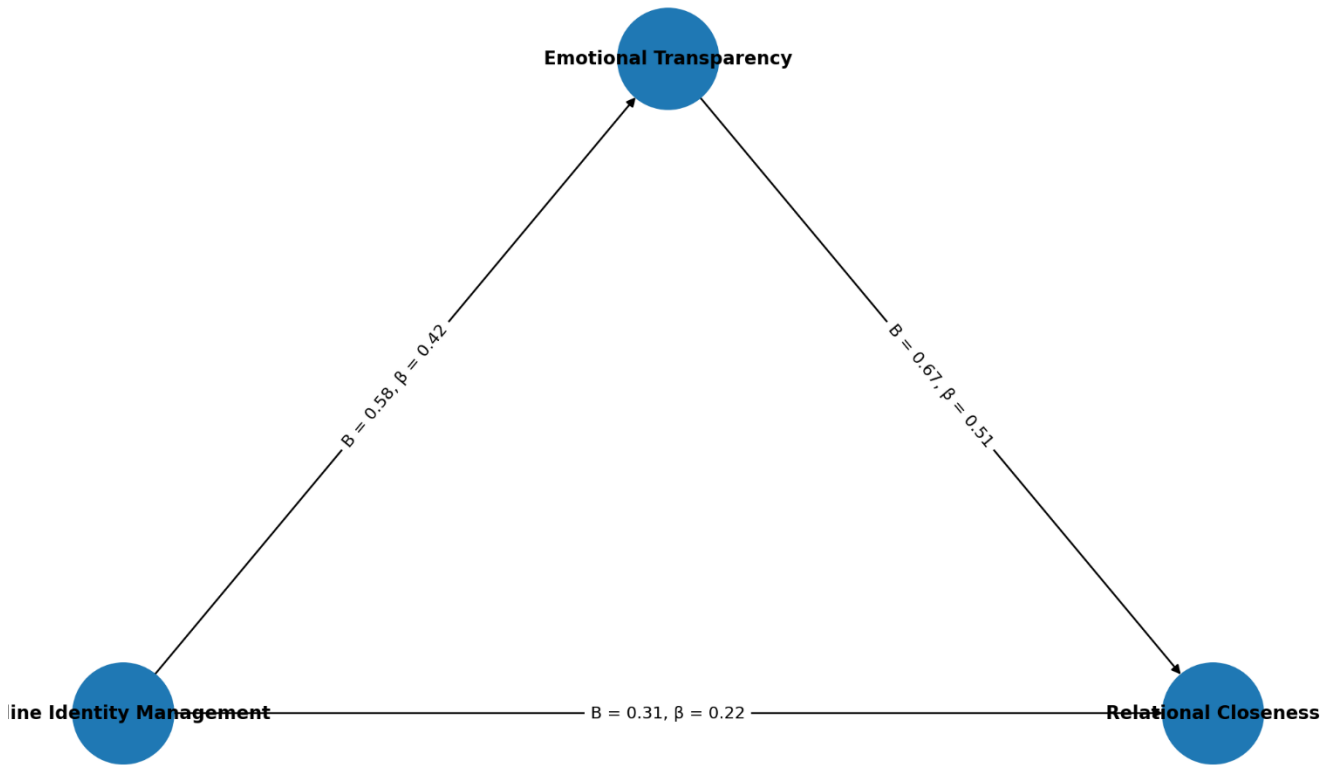 Emotional Transparency
B = 0.58, β = 0.42
B = 0.67, β = 0.51
line Identity Management
B = 0.31, β = 0.22
Relational Closeness